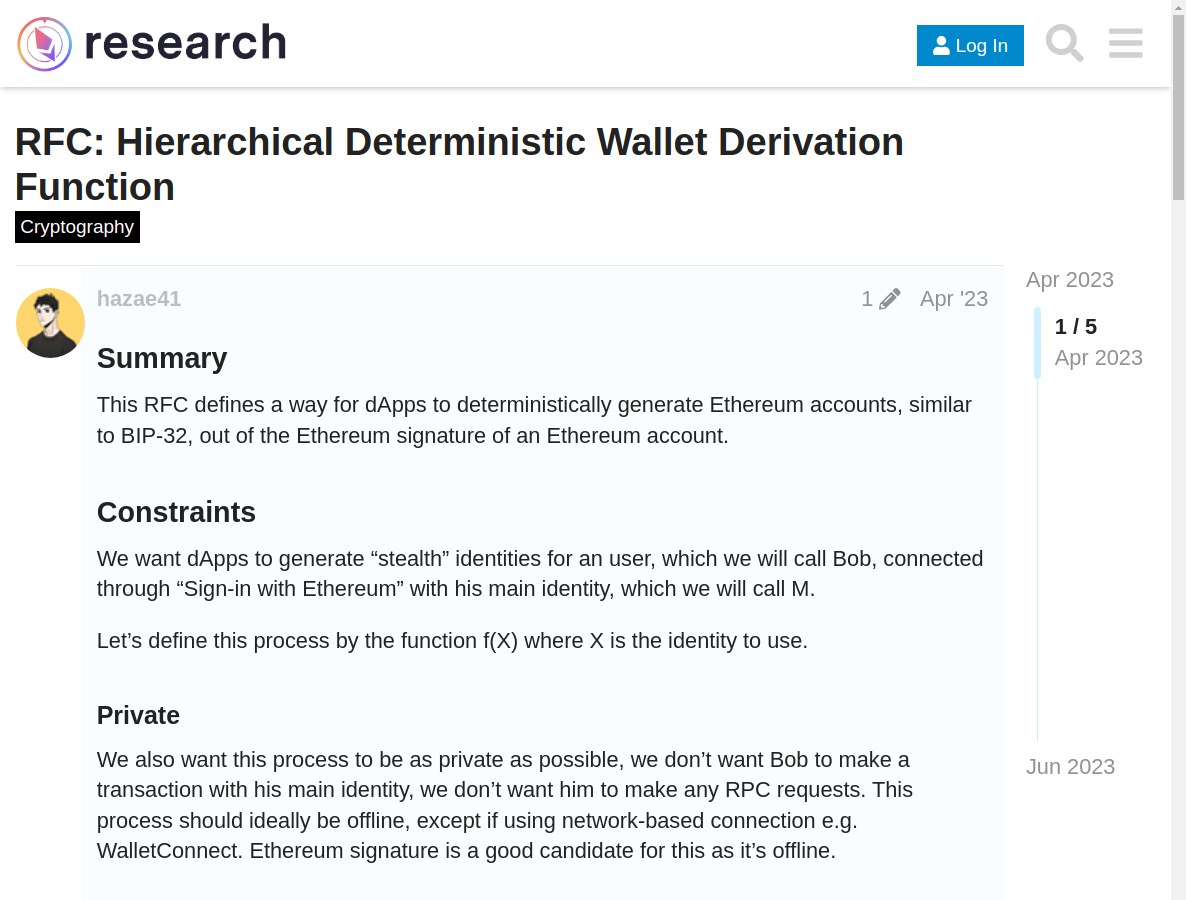 research
Log In
RFC: Hierarchical Deterministic Wallet Derivation
Function
Cryptography
hazae41
1
Apr '23
Summary
This RFC defines a way for dApps to deterministically generate Ethereum accounts, similar
to BIP-32, out of the Ethereum signature of an Ethereum account.
Constraints
We want dApps to generate “stealth” identities for an user, which we will call Bob, connected
through “Sign-in with Ethereum” with his main identity, which we will call M.
Let’s define this process by the function f(X) where X is the identity to use.
Private
We also want this process to be as private as possible, we don’t want Bob to make a
transaction with his main identity, we don’t want him to make any RPC requests. This
process should ideally be offline, except if using network-based connection e.g.
WalletConnect. Ethereum signature is a good candidate for this as it’s offline.
Apr 2023
1 / 5
Apr 2023
Jun 2023